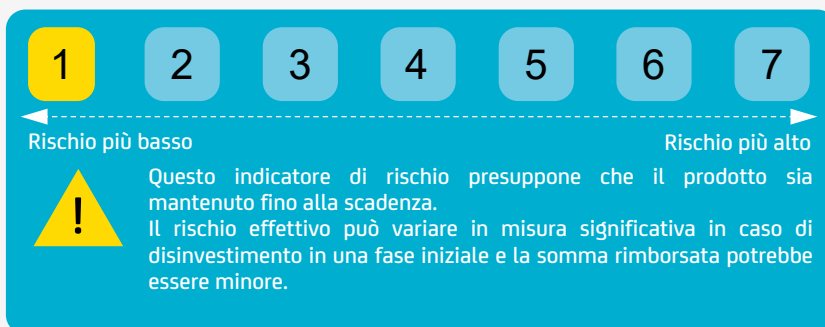 1 2 3 4 5 6 7
Rischio più basso Rischio più alto
!
Questo indicatore di rischio presuppone che il prodotto sia
mantenuto fino alla scadenza.
Il rischio effettivo può variare in misura significativa in caso di
disinvestimento in una fase iniziale e la somma rimborsata potrebbe
essere minore.